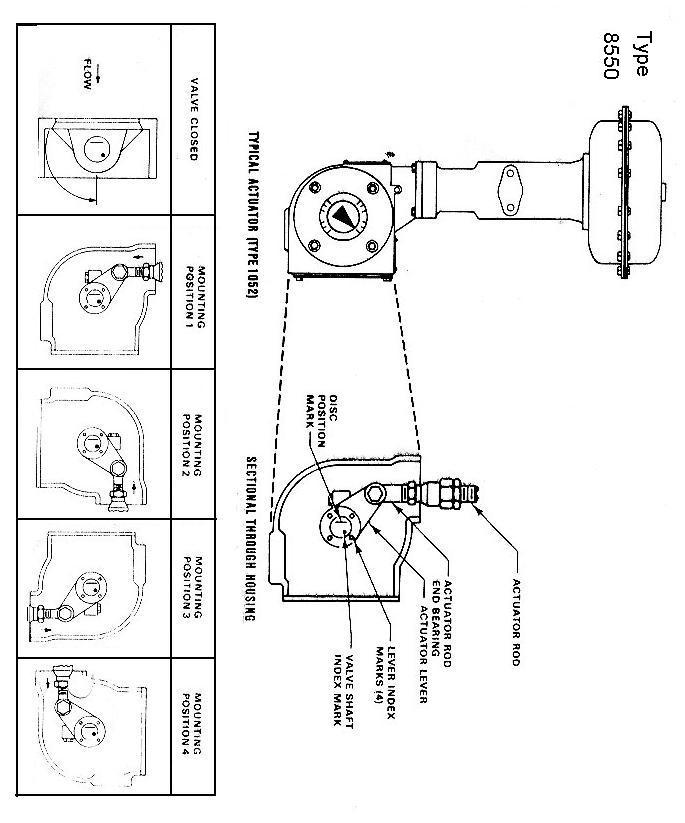 Type
8550
TYPICAL ACTUATOR (TYPE 1052)
SECTIONAL THROUGH HOUSING
ACTUATOR ROD
ACTUATOR ROD
END BEARING
ACTUATOR LEVER
LEVER INDEX
MARKS (4)
VALVE SHAFT
INDEX MARK
DISC
POSITION
MARK
VALVE CLOSED
FLOW
MOUNTING
POSITION 1
MOUNTING
POSITION 2
MOUNTING
POSITION 3
MOUNTING
POSITION 4